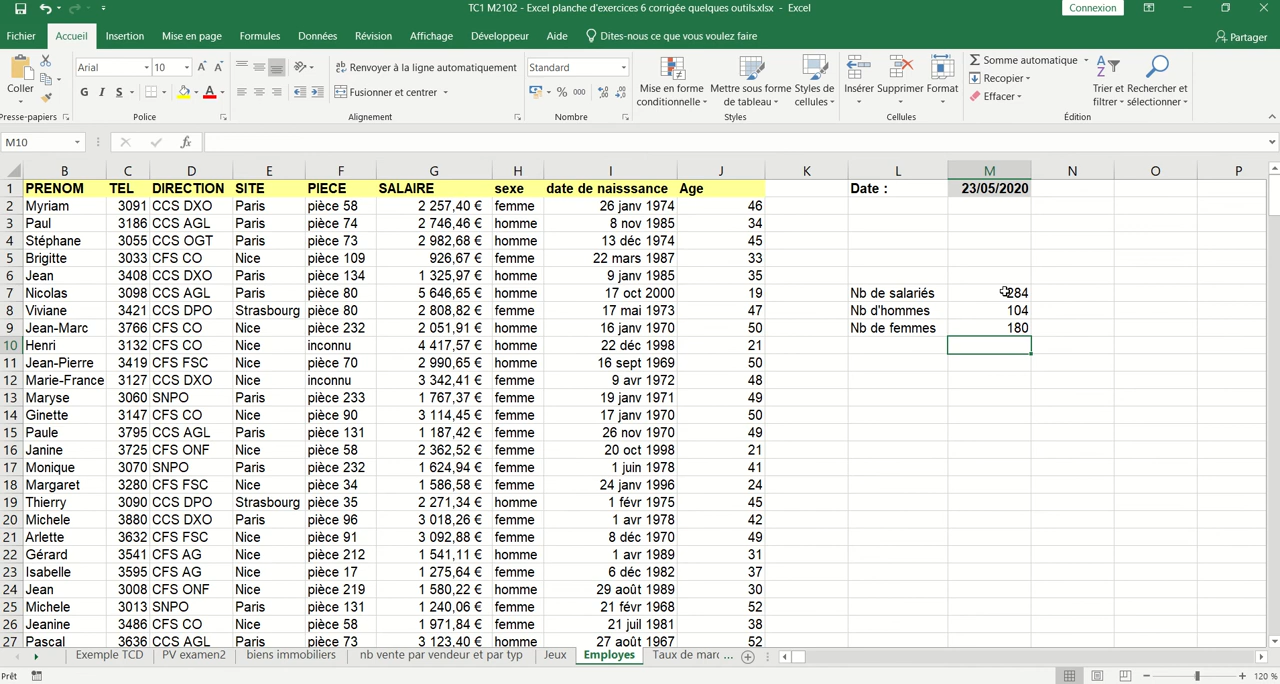 TC1 M2102 - Excel planche d'exercices 6 corrigée quelques outils.xlsx - Excel
Connexion
Fichier Accueil Insertion Mise en page Formules Données Révision Affichage Développeur Aide Dites-nous ce que vous voulez faire Partager
Arial 10 Renvoyer à la ligne automatiquement Standard Somme automatique
Coller G I S A Fusionner et centrer % 000 Mise en forme conditionnelle Mettre sous forme de tableau Styles de cellules Insérer Supprimer Format Recopier Effacer Trier et filtrer Rechercher et sélectionner
Presse-papiers Police Alignement Nombre Styles Cellules Édition
M10 fx
B C D E F G H I J K L M N O P
1 PRENOM TEL DIRECTION SITE PIECE SALAIRE sexe date de naisssance Age Date : 23/05/2020
2 Myriam 3091 CCS DXO Paris pièce 58 2 257,40 € femme 26 janv 1974 46
3 Paul 3186 CCS AGL Paris pièce 74 2 746,46 € homme 8 nov 1985 34
4 Stéphane 3055 CCS OGT Paris pièce 73 2 982,68 € homme 13 déc 1974 45
5 Brigitte 3033 CFS CO Nice pièce 109 926,67 € femme 22 mars 1987 33
6 Jean 3408 CCS DXO Paris pièce 134 1 325,97 € homme 9 janv 1985 35
7 Nicolas 3098 CCS AGL Paris pièce 80 5 646,65 € homme 17 oct 2000 19 Nb de salariés 284
8 Viviane 3421 CCS DPO Strasbourg pièce 80 2 808,82 € femme 17 mai 1973 47 Nb d'hommes 104
9 Jean-Marc 3766 CFS CO Nice pièce 232 2 051,91 € homme 16 janv 1970 50 Nb de femmes 180
10 Henri 3132 CFS CO Nice inconnu 4 417,57 € homme 22 déc 1998 21
11 Jean-Pierre 3419 CFS FSC Nice pièce 70 2 990,65 € homme 16 sept 1969 50
12 Marie-France 3127 CCS DXO Nice inconnu 3 342,41 € femme 9 avr 1972 48
13 Maryse 3060 SNPO Paris pièce 233 1 767,37 € femme 19 janv 1971 49
14 Ginette 3147 CFS CO Nice pièce 90 3 114,45 € femme 17 janv 1970 50
15 Paule 3795 CCS AGL Paris pièce 131 1 187,42 € femme 26 nov 1970 49
16 Janine 3725 CFS ONF Nice pièce 58 2 362,52 € femme 20 oct 1998 21
17 Monique 3070 SNPO Paris pièce 232 1 624,94 € femme 1 juin 1978 41
18 Margaret 3280 CFS FSC Nice pièce 34 1 586,58 € femme 24 janv 1996 24
19 Thierry 3090 CCS DPO Strasbourg pièce 35 2 271,34 € homme 1 févr 1975 45
20 Michele 3880 CCS DXO Paris pièce 96 3 018,26 € femme 1 avr 1978 42
21 Arlette 3632 CFS FSC Nice pièce 91 3 092,88 € femme 8 déc 1970 49
22 Gérard 3541 CFS AG Nice pièce 212 1 541,11 € homme 1 avr 1989 31
23 Isabelle 3595 CFS AG Nice pièce 17 1 275,64 € femme 6 déc 1982 37
24 Jean 3008 CFS ONF Nice pièce 219 1 580,22 € homme 29 août 1989 30
25 Michele 3013 SNPO Paris pièce 131 1 240,06 € femme 21 févr 1968 52
26 Jeanine 3486 CFS CO Nice pièce 58 1 971,84 € femme 21 juil 1981 38
27 Pascal 3636 CCS AGL Paris pièce 73 3 123,40 € homme 27 août 1967 52
Exemple TCD PV examen2 biens immobiliers nb vente par vendeur et par typ Jeux Employes Taux de marc ...
Prêt 120 %